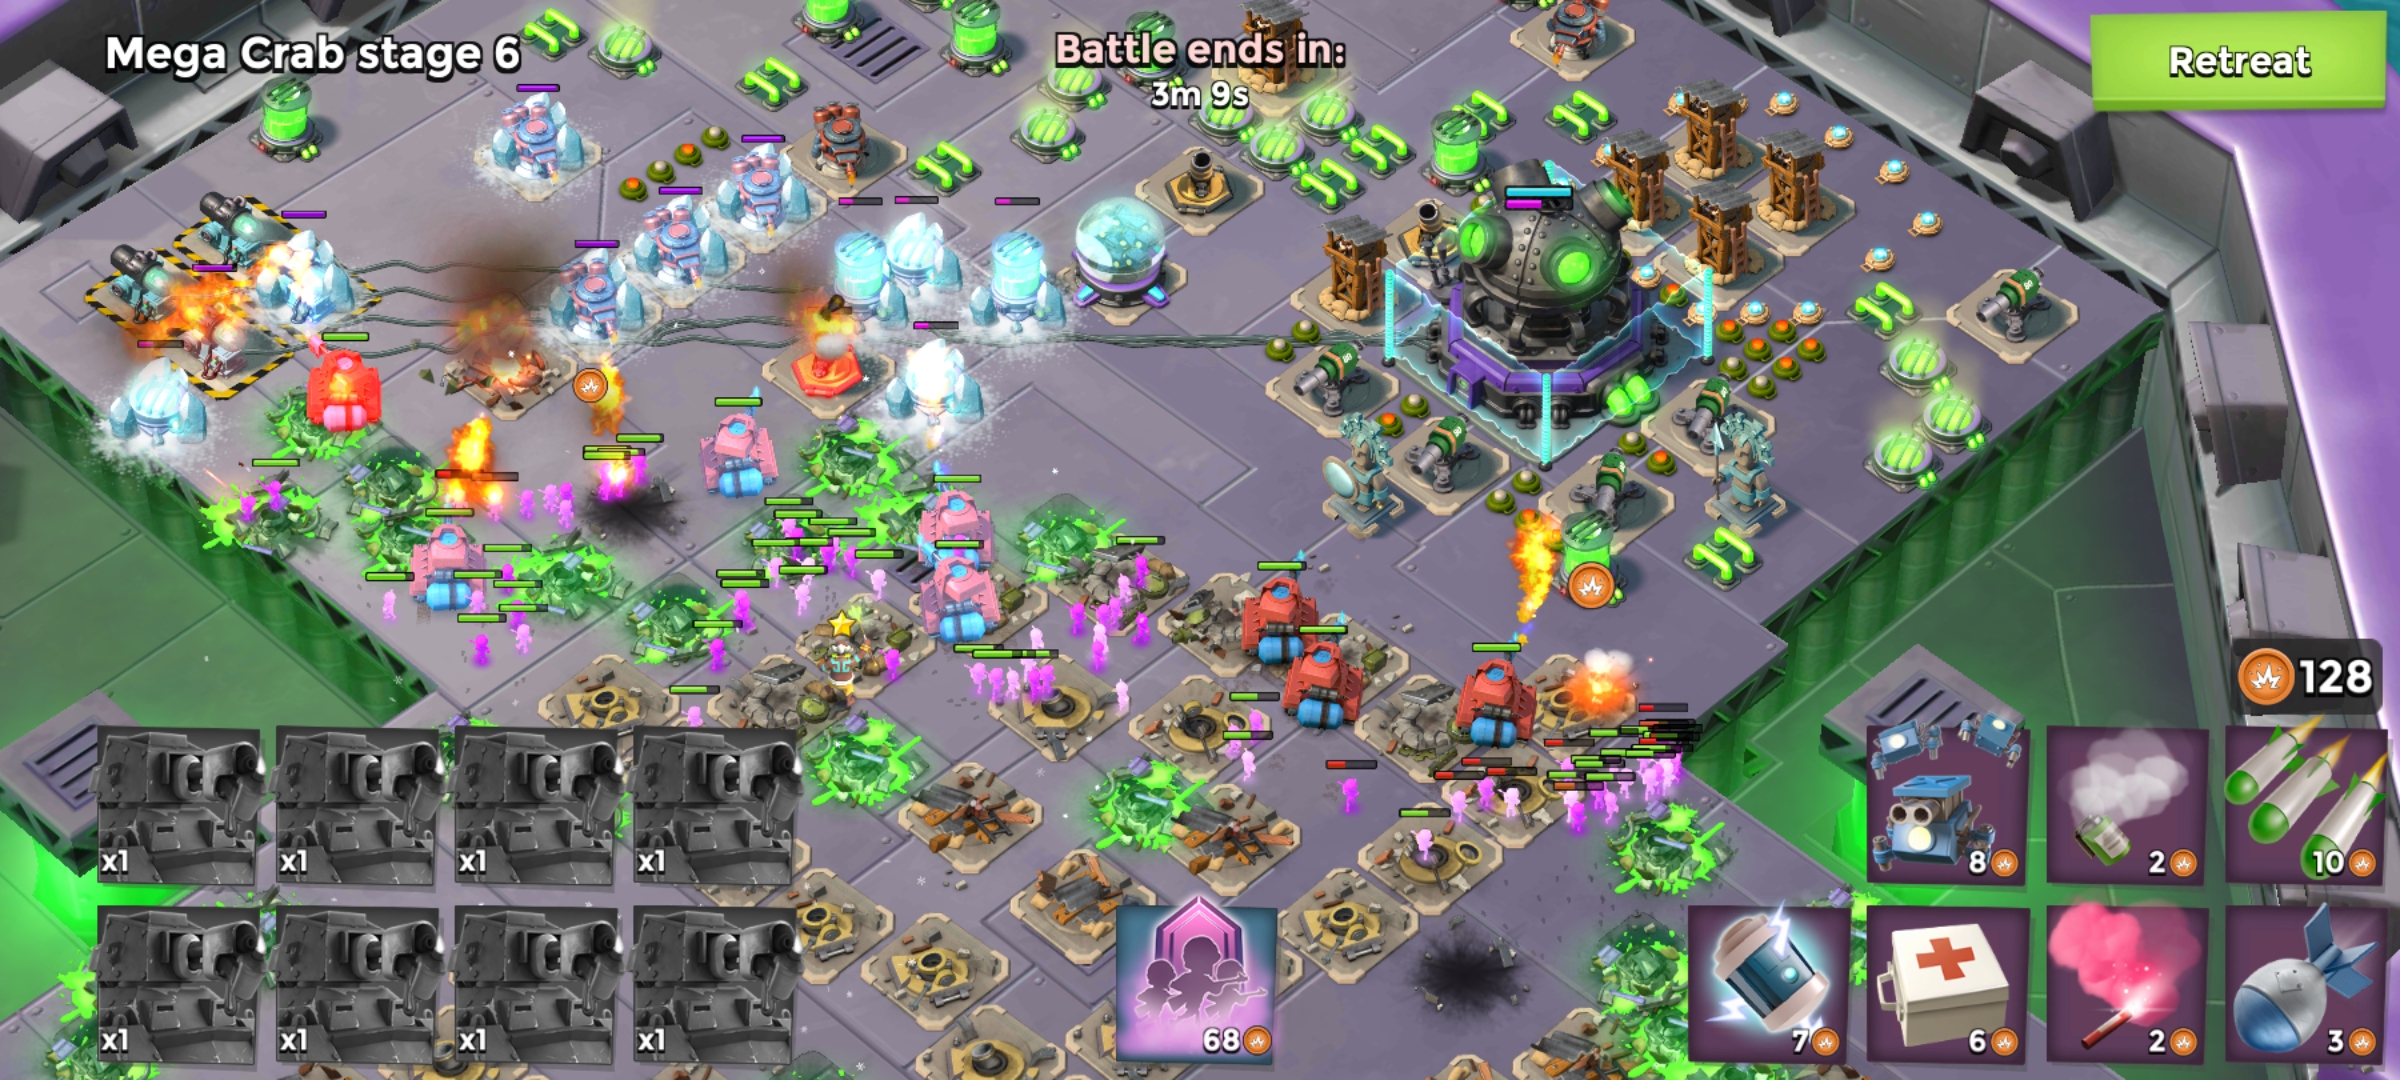 Mega Crab stage 6
Battle ends in:
3m 9s
Retreat
128
8
2
10
x1
x1
x1
x1
x1
x1
x1
x1
68
7
6
2
3